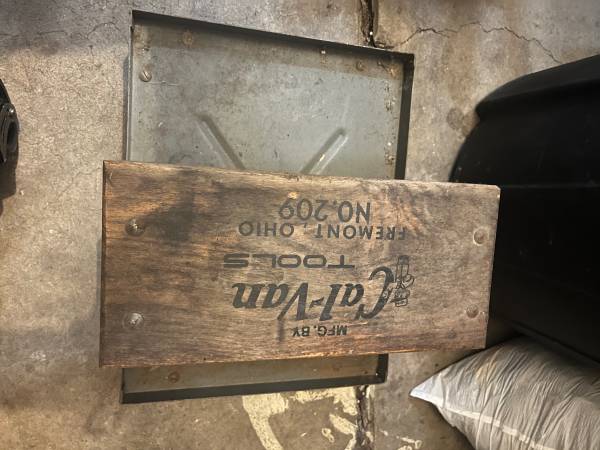 MFG. BY
Cal-Van
TOOLS
FREMONT, OHIO
NO. 209